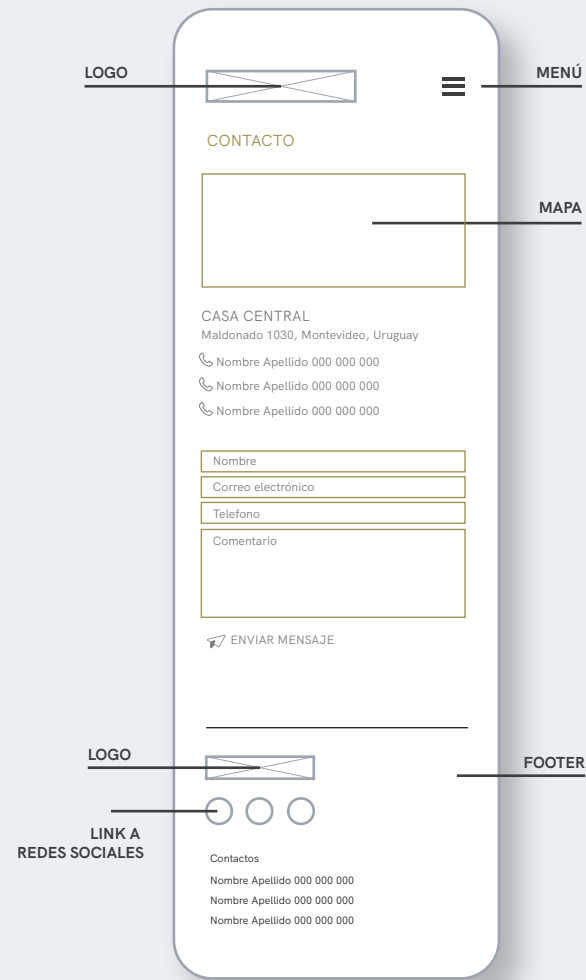 LOGO
MENÚ
CONTACTO
MAPA
CASA CENTRAL
Maldonado 1030, Montevideo, Uruguay
Nombre Apellido 000 000 000
Nombre Apellido 000 000 000
Nombre Apellido 000 000 000
Nombre
Correo electrónico
Telefono
Comentario
ENVIAR MENSAJE
LOGO
FOOTER
LINK A
REDES SOCIALES
Contactos
Nombre Apellido 000 000 000
Nombre Apellido 000 000 000
Nombre Apellido 000 000 000